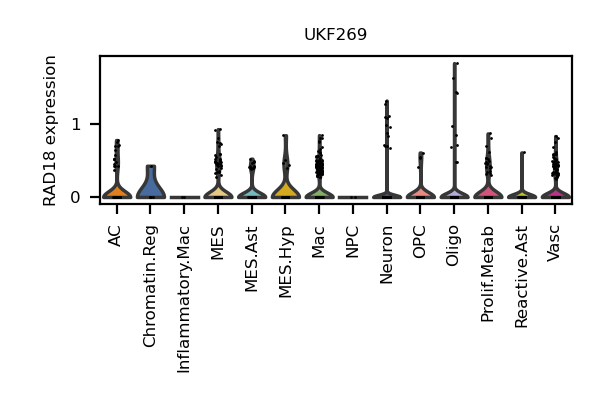 UKF269
RAD18 expression
1
0
AC
Chromatin.Reg
Inflammatory.Mac
MES
MES.Ast
MES.Hyp
Mac
NPC
Neuron
OPC
Oligo
Prolif.Metab
Reactive.Ast
Vasc